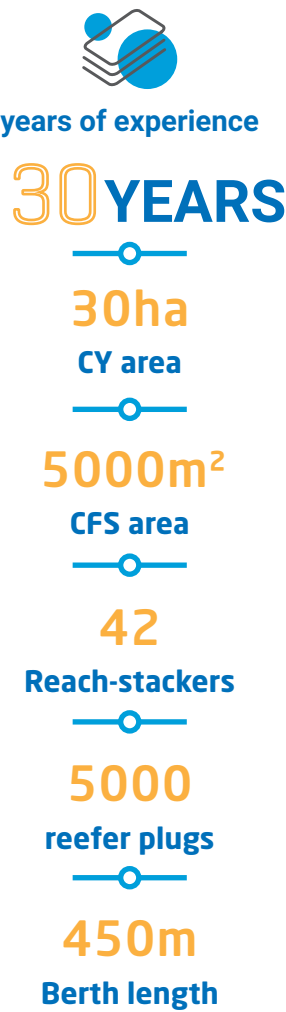 years of experience
30 YEARS
30ha
CY area
5000m²
CFS area
42
Reach-stackers
5000
reefer plugs
450m
Berth length